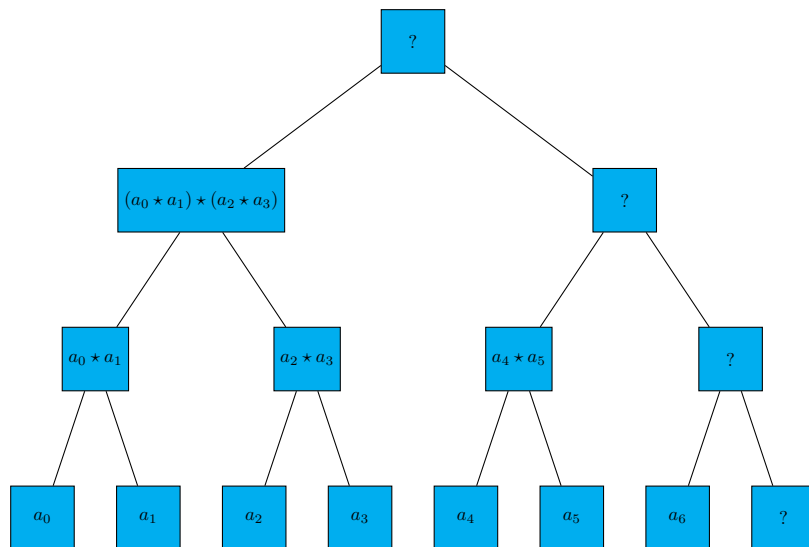 ?
(a₀ ⋆ a₁) ⋆ (a₂ ⋆ a₃)
?
a₀ ⋆ a₁
a₂ ⋆ a₃
a₄ ⋆ a₅
?
a₀
a₁
a₂
a₃
a₄
a₅
a₆
?